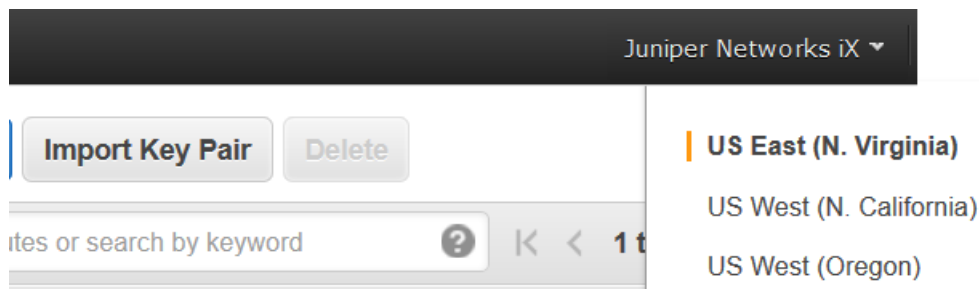 Juniper Networks iX
Import Key Pair Delete
US East (N. Virginia)
US West (N. California)
utes or search by keyword ? 1 t
US West (Oregon)